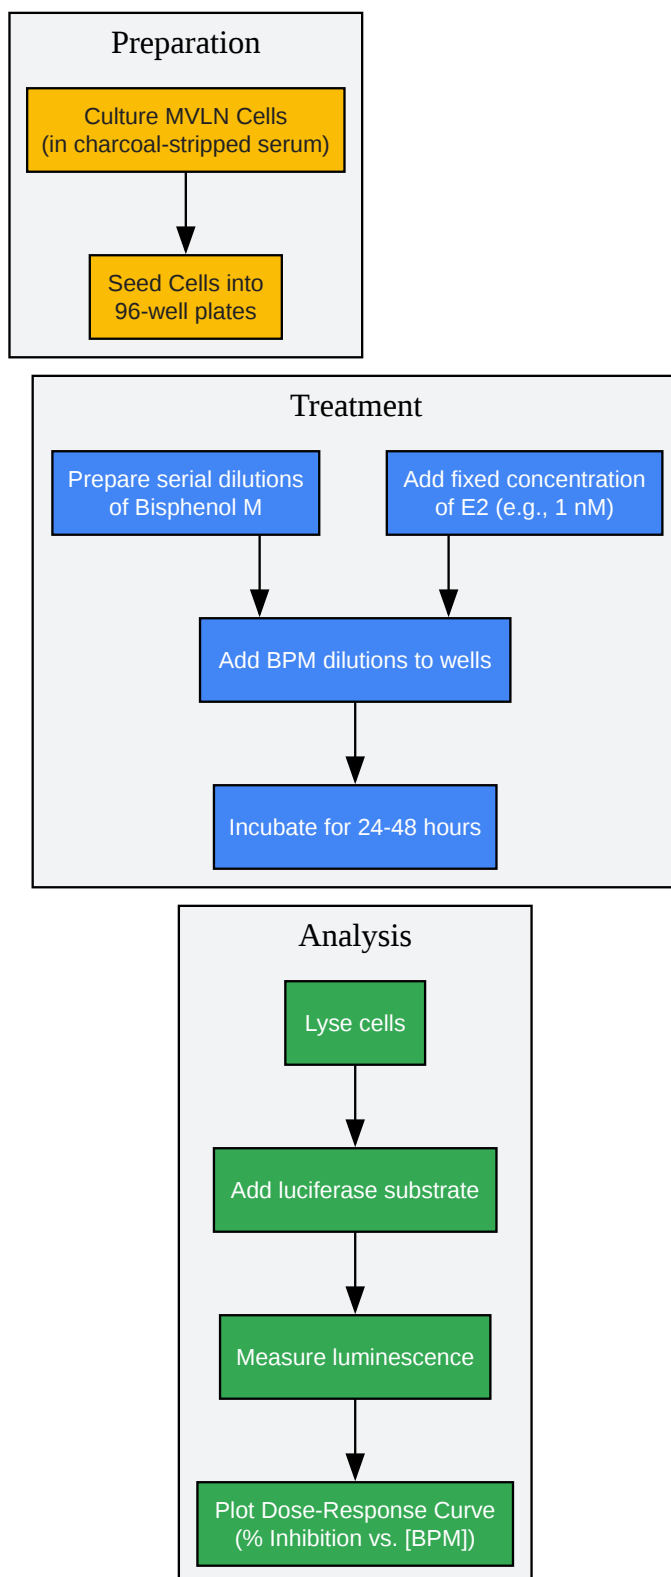 Preparation
Culture MVLN Cells
(in charcoal-stripped serum)
Seed Cells into
96-well plates
Treatment
Prepare serial dilutions
of Bisphenol M
Add fixed concentration
of E2 (e.g., 1 nM)
Add BPM dilutions to wells
Incubate for 24-48 hours
Analysis
Lyse cells
Add luciferase substrate
Measure luminescence
Plot Dose-Response Curve
(% Inhibition vs. [BPM])